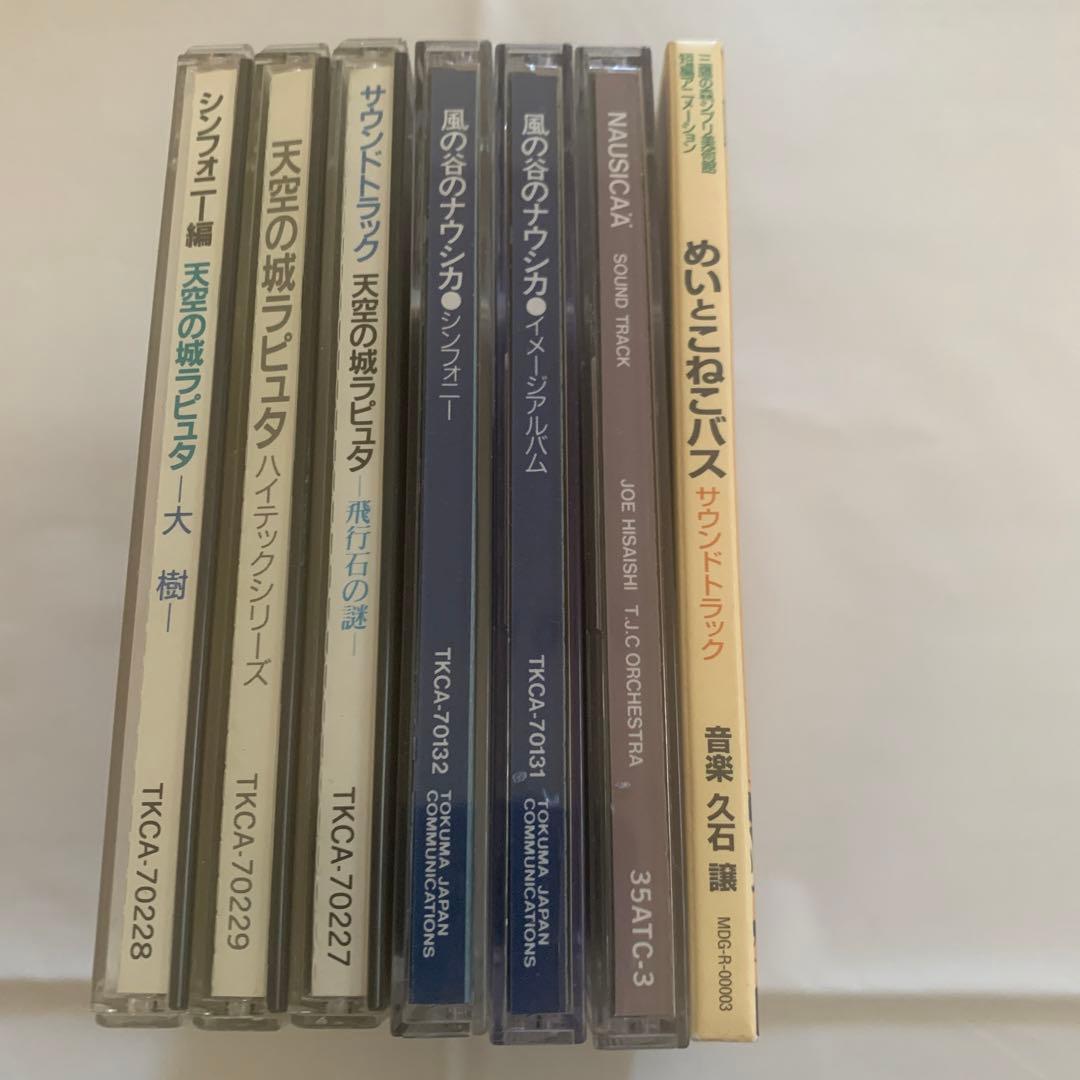 シンフォニー編 天空の城ラピュタ ―大 樹― TKCA-70228
天空の城ラピュタ ハイテックシリーズ TKCA-70229
サウンドトラック 天空の城ラピュタ ―飛行石の謎― TKCA-70227
風の谷のナウシカ●シンフォニー TKCA-70132 TOKUMA JAPAN
COMMUNICATIONS
風の谷のナウシカ●イメージアルバム TKCA-70131 TOKUMA JAPAN
COMMUNICATIONS
NAUSICAÄ SOUND TRACK JOE HISAISHI T.J.C ORCHESTRA 35ATC-3
三鷹の森ジブリ美術館
短編アニメーション
めいとこねこバス サウンドトラック 音楽 久石 譲 MDG-R-00003